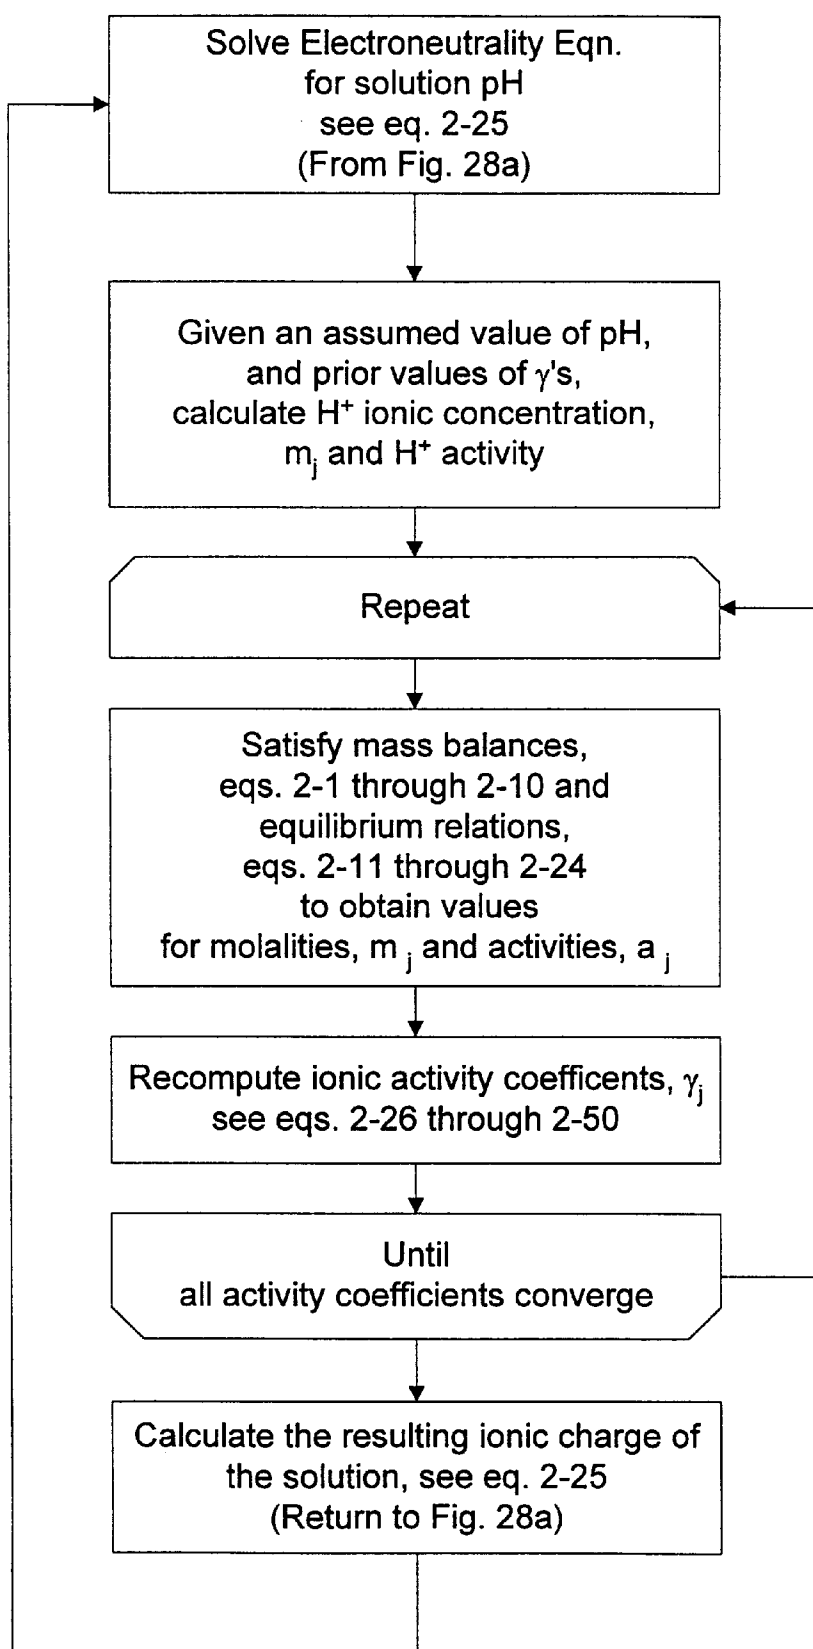 Solve Electroneutrality Eqn.
for solution pH
see eq. 2-25
(From Fig. 28a)
Given an assumed value of pH,
and prior values of γ's,
calculate H⁺ ionic concentration,
mⱼ and H⁺ activity
Repeat
Satisfy mass balances,
eqs. 2-1 through 2-10 and
equilibrium relations,
eqs. 2-11 through 2-24
to obtain values
for molalities, m ⱼ and activities, a ⱼ
Recompute ionic activity coefficents, γⱼ
see eqs. 2-26 through 2-50
Until
all activity coefficients converge
Calculate the resulting ionic charge of
the solution, see eq. 2-25
(Return to Fig. 28a)